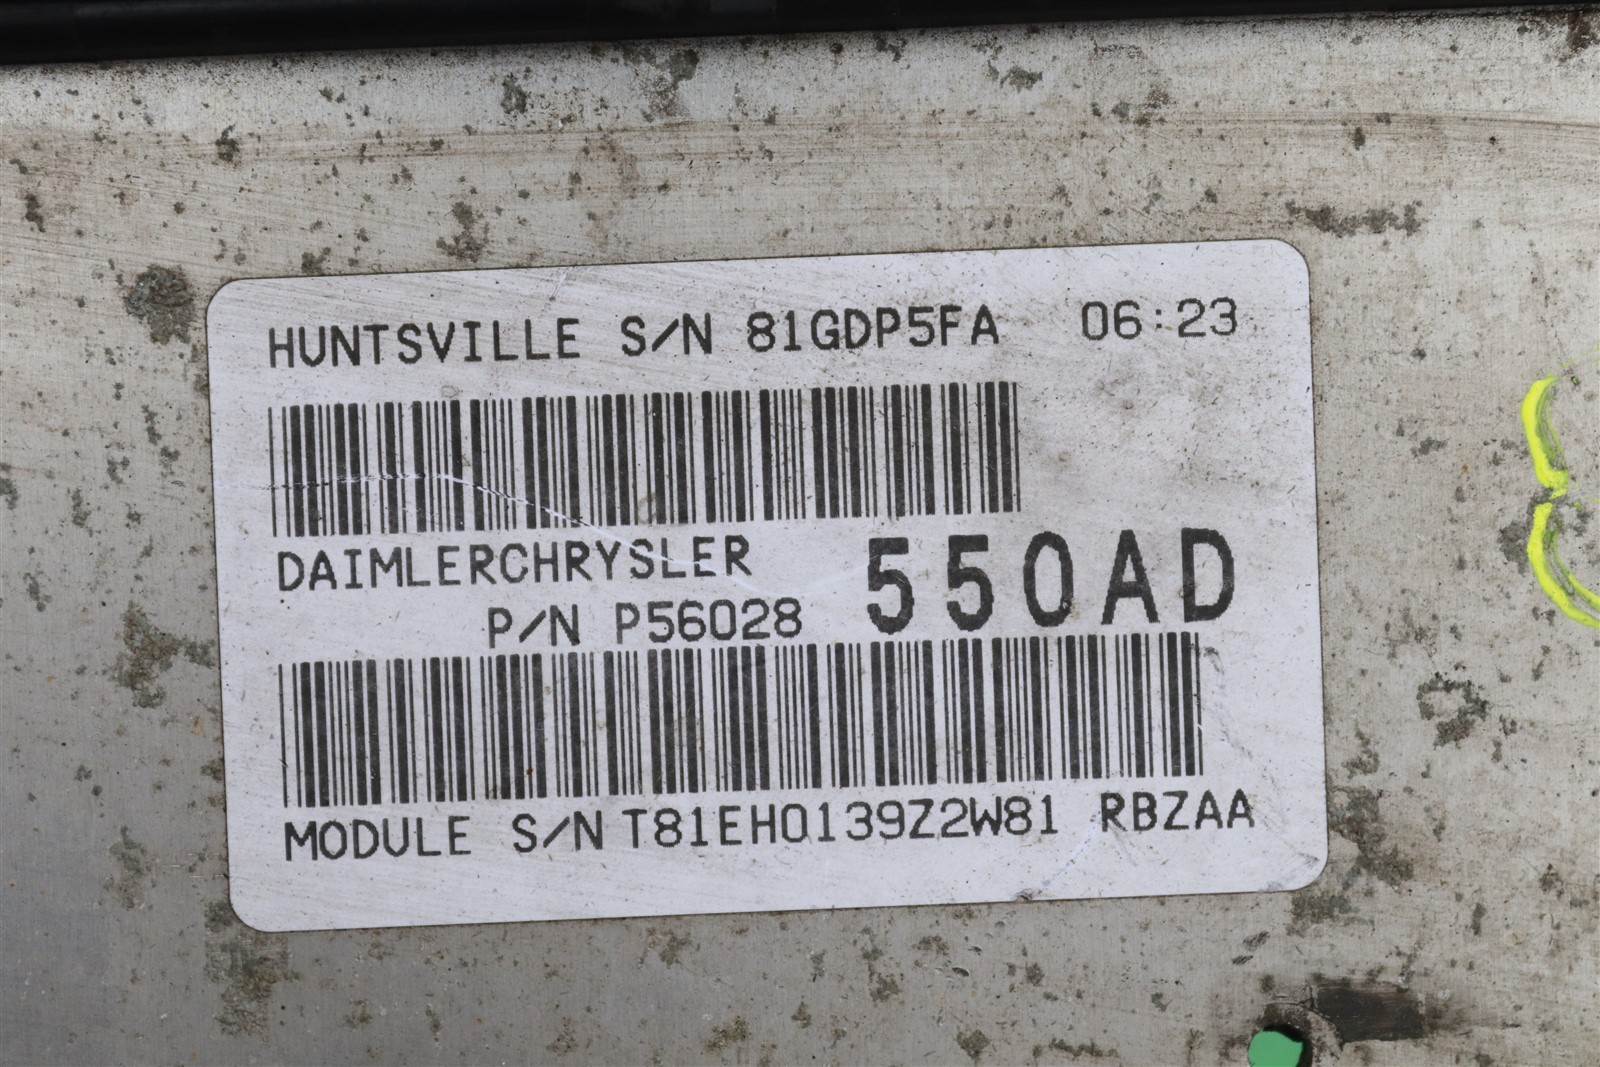 HUNTSVILLE S/N 81GDP5FA 06:23
DAIMLERCHRYSLER
P/N P56028 550AD
MODULE S/N T81EH0139Z2W81 RBZAA